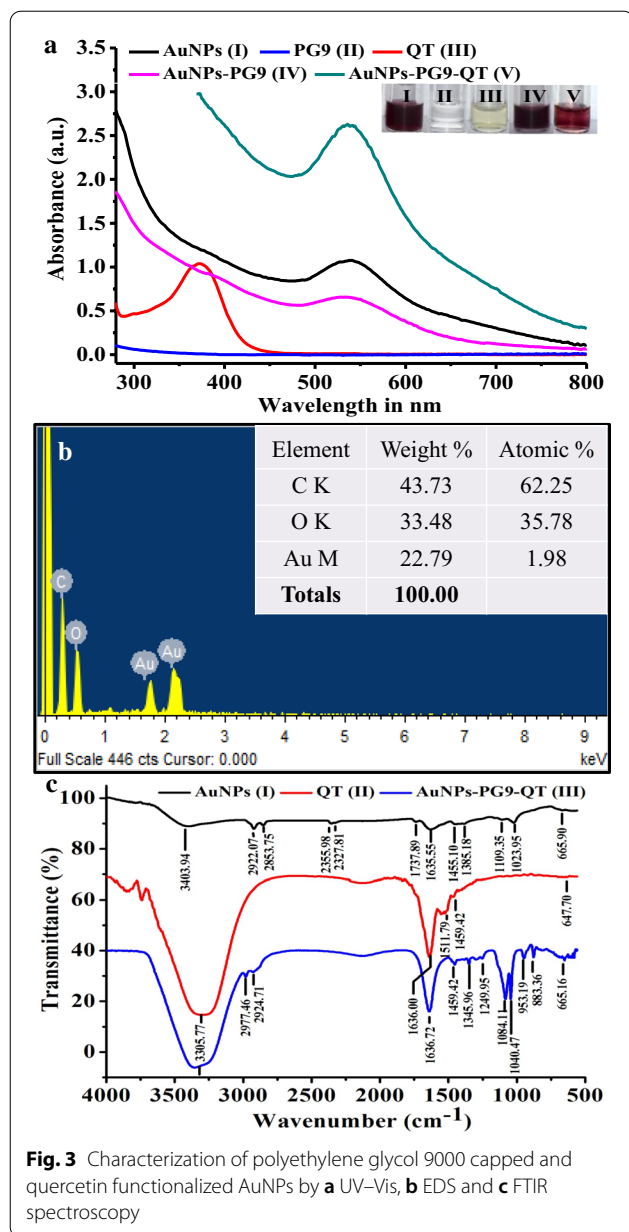 a
AuNPs (I) PG9 (II) QT (III)
AuNPs-PG9 (IV) AuNPs-PG9-QT (V)
I II III IV V
3.5
3.0
2.5
2.0
1.5
1.0
0.5
0.0
Absorbance (a.u.)
300 400 500 600 700 800
Wavelength in nm
b
Element Weight % Atomic %
C K 43.73 62.25
O K 33.48 35.78
Au M 22.79 1.98
Totals 100.00
C O Au Au
0 1 2 3 4 5 6 7 8 9
Full Scale 446 cts Cursor: 0.000 keV
c
AuNPs (I) QT (II) AuNPs-PG9-QT (III)
100
80
60
40
20
0
Transmittance (%)
3403.94 2922.07 2853.75 2355.98 2327.81 1737.89 1635.55 1455.10 1385.18 1109.35 1023.95 665.90
1511.79 1459.42 647.70
3305.77 2977.46 2924.71 1636.00 1636.72 1459.42 1345.96 1249.95 1084.11 1040.47 953.19 883.36 665.16
4000 3500 3000 2500 2000 1500 1000 500
Wavenumber (cm-1)
Fig. 3 Characterization of polyethylene glycol 9000 capped and
quercetin functionalized AuNPs by a UV–Vis, b EDS and c FTIR
spectroscopy